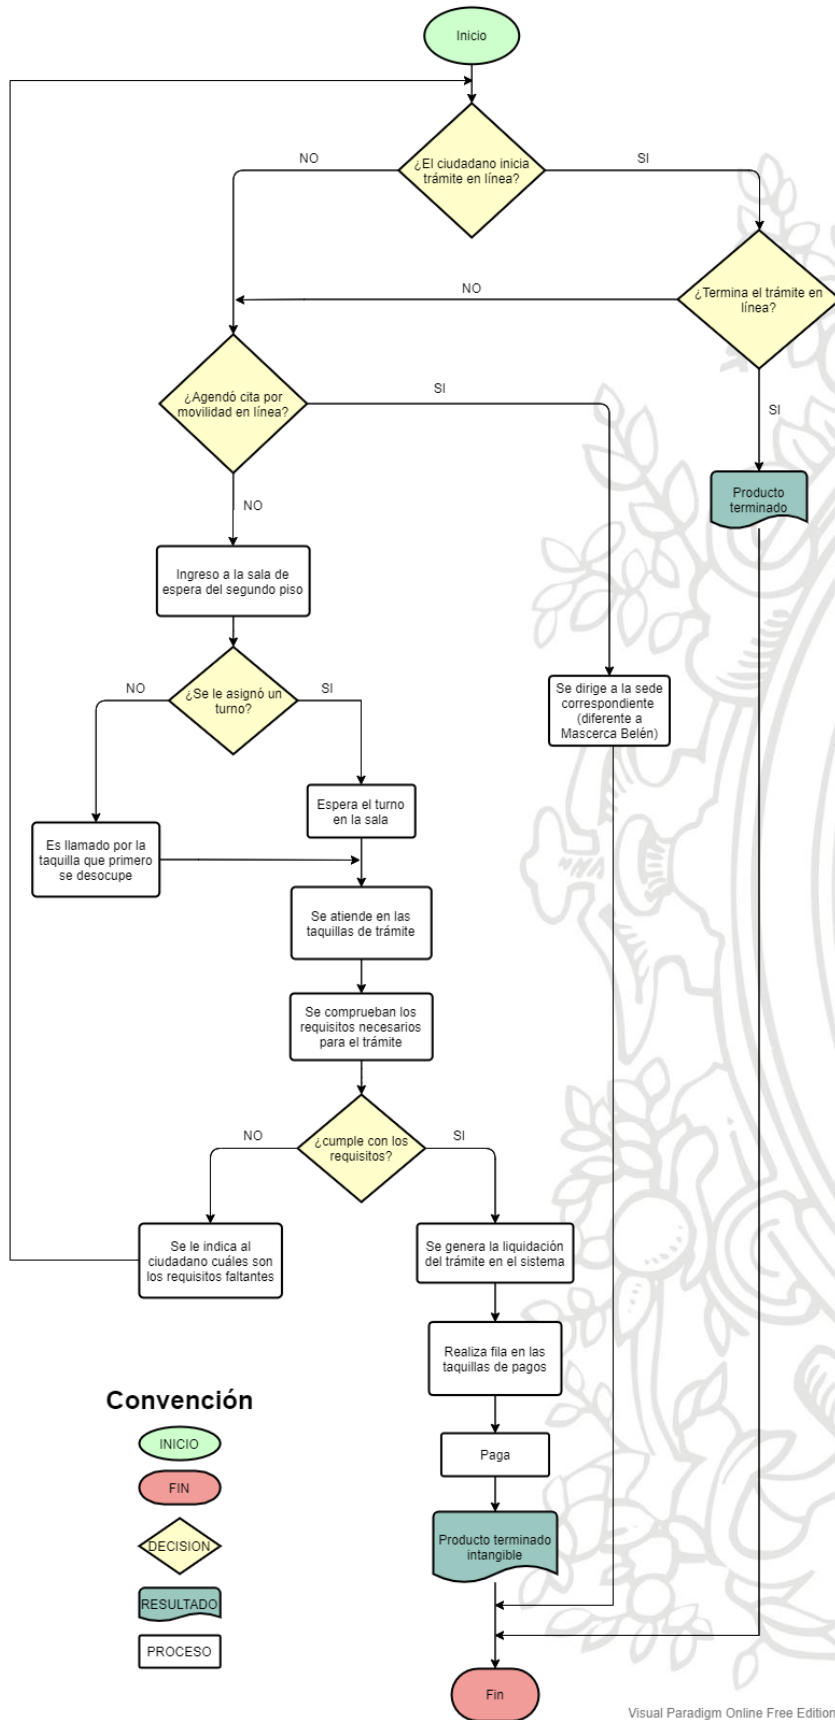 Inicio
¿El ciudadano inicia
trámite en línea?
NO
SI
¿Termina el trámite en
línea?
NO
SI
¿Agendó cita por
movilidad en línea?
SI
NO
Producto
terminado
Ingreso a la sala de
espera del segundo piso
¿Se le asignó un
turno?
NO
SI
Se dirige a la sede
correspondiente
(diferente a
Mascerca Belén)
Espera el turno
en la sala
Es llamado por la
taquilla que primero
se desocupe
Se atiende en las
taquillas de trámite
Se comprueban los
requisitos necesarios
para el trámite
¿cumple con los
requisitos?
NO
SI
Se le indica al
ciudadano cuáles son
los requisitos faltantes
Se genera la liquidación
del trámite en el sistema
Realiza fila en las
taquillas de pagos
Paga
Producto terminado
intangible
Fin
Convención
INICIO
FIN
DECISION
RESULTADO
PROCESO
Visual Paradigm Online Free Edition